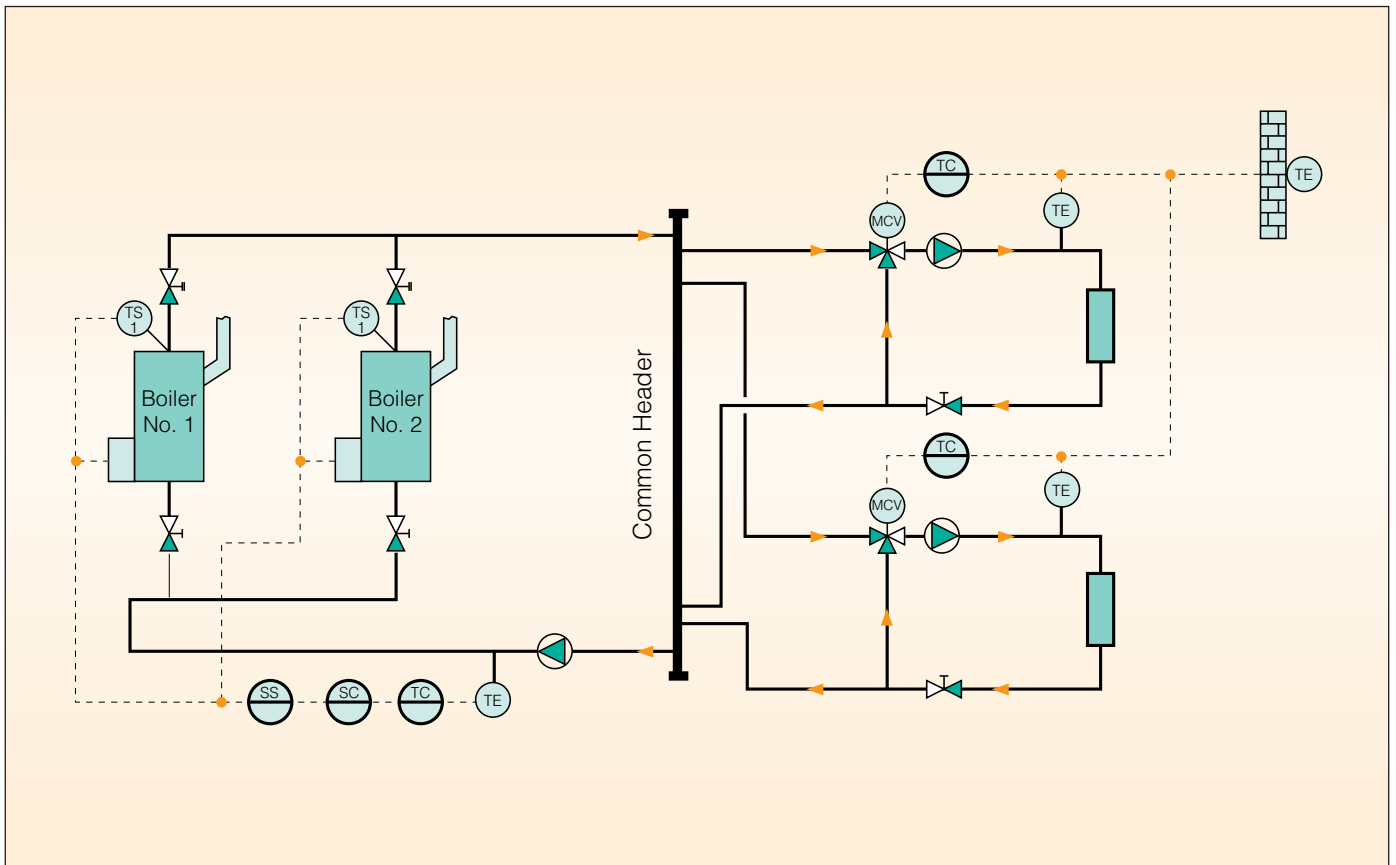 TC
TE
TE
MCV
TS
1
TS
1
Boiler
No. 1
Boiler
No. 2
Common Header
TC
MCV
TE
SS
SC
TC
TE